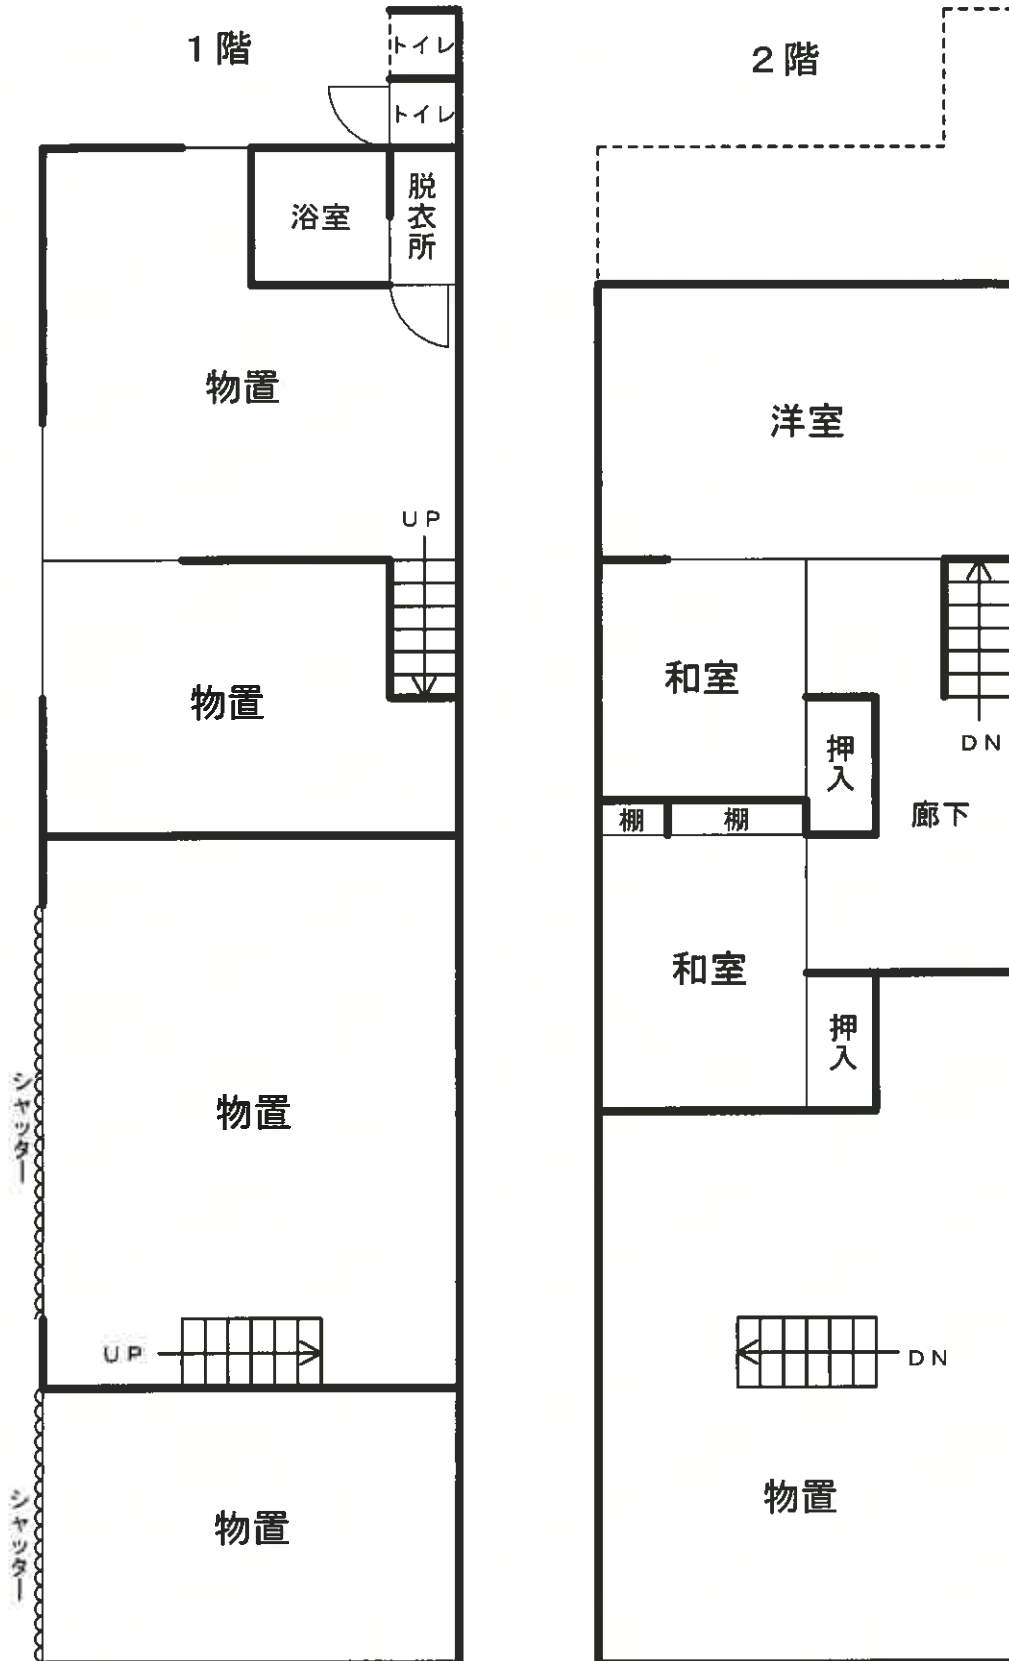 1階
トイレ
トイレ
浴室
脱衣所
物置
UP
物置
シャッター
物置
UP
シャッター
物置
2階
洋室
和室
押入
DN
廊下
棚
棚
和室
押入
DN
物置